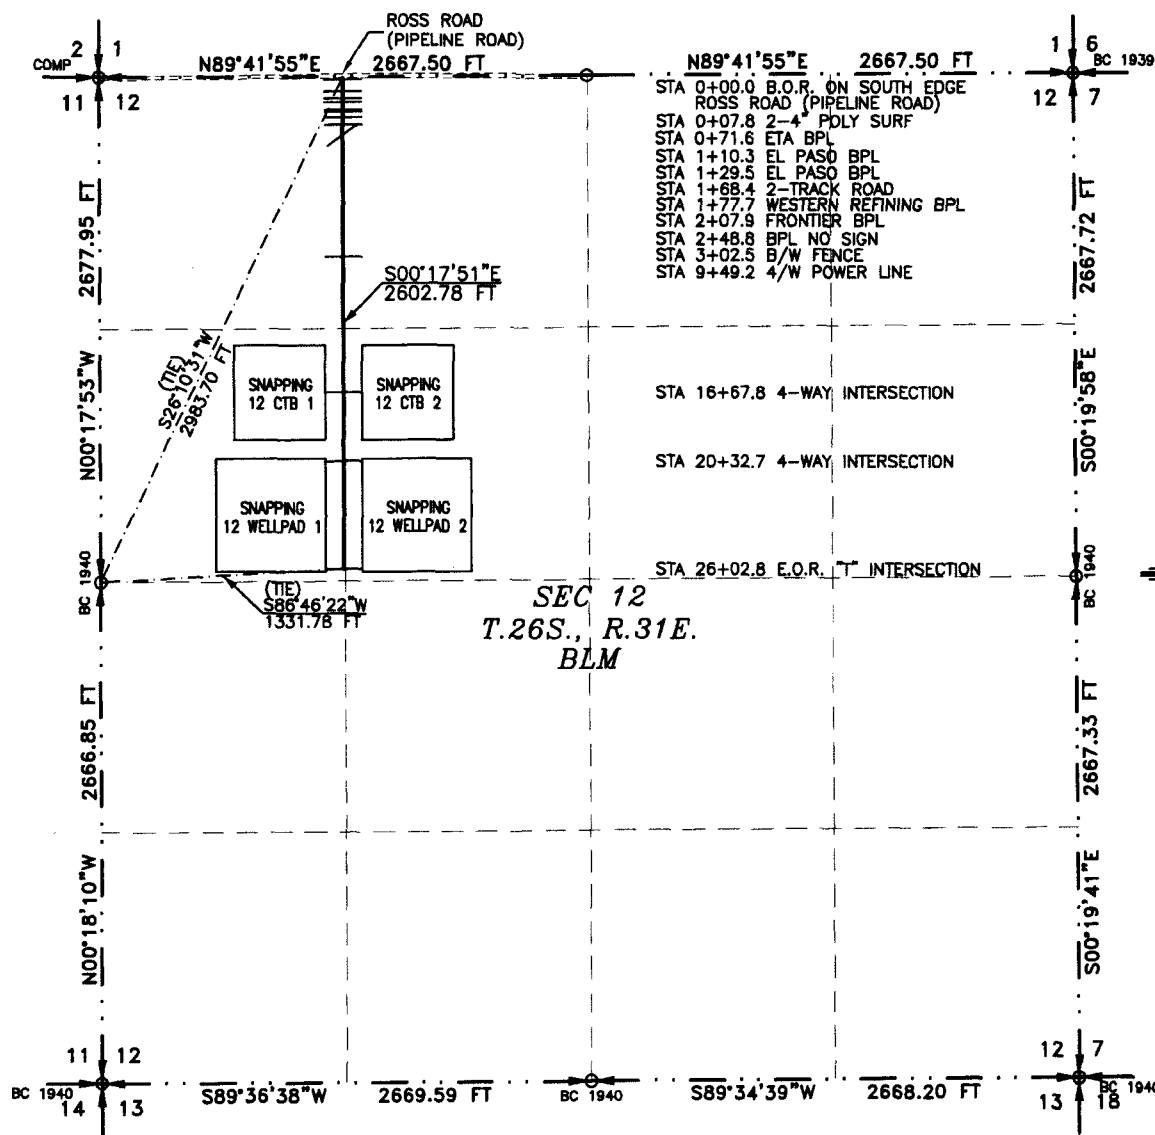 ROSS ROAD
(PIPELINE ROAD)
2 1
COMP
11 12
N89°41'55"E 2667.50 FT
N89°41'55"E 2667.50 FT
1 6
BC 1939
12 7
STA 0+00.0 B.O.R. ON SOUTH EDGE
ROSS ROAD (PIPELINE ROAD)
STA 0+07.8 2-4" POLY SURF
STA 0+71.6 ETA BPL
STA 1+10.3 EL PASO BPL
STA 1+29.5 EL PASO BPL
STA 1+68.4 2-TRACK ROAD
STA 1+77.7 WESTERN REFINING BPL
STA 2+07.9 FRONTIER BPL
STA 2+48.8 BPL NO SIGN
STA 3+02.5 B/W FENCE
STA 9+49.2 4/W POWER LINE
2677.95 FT
N00°17'53"W
2667.72 FT
S00°19'58"E
S00°17'51"E
2602.78 FT
(TIE)
S26°10'31"W
2983.70 FT
SNAPPING
12 CTB 1
SNAPPING
12 CTB 2
STA 16+67.8 4-WAY INTERSECTION
STA 20+32.7 4-WAY INTERSECTION
SNAPPING
12 WELLPAD 1
SNAPPING
12 WELLPAD 2
STA 26+02.8 E.O.R. "T" INTERSECTION
BC 1940
BC 1940
(TIE)
S86°46'22"W
1331.78 FT
SEC 12
T.26S., R.31E.
BLM
2666.85 FT
N00°18'10"W
2667.33 FT
S00°19'41"E
11 12
BC 1940
14 13
S89°36'38"W 2669.59 FT
BC 1940
S89°34'39"W 2668.20 FT
12 7
BC 1940
13 18